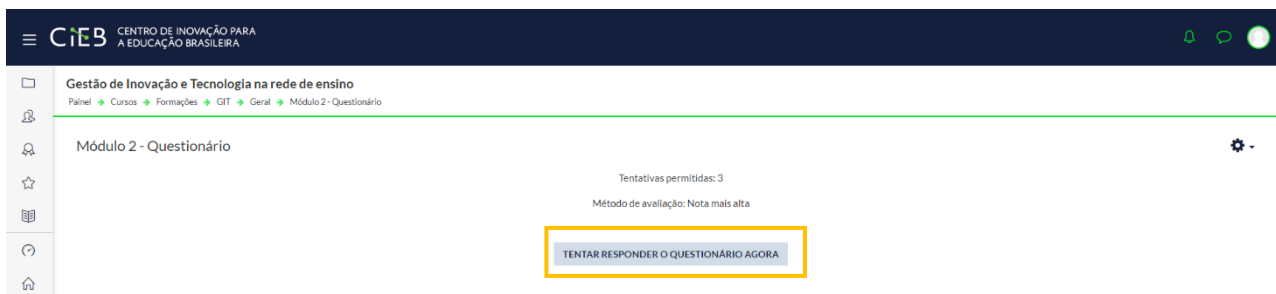 CiEB CENTRO DE INOVAÇÃO PARA
A EDUCAÇÃO BRASILEIRA
Gestão de Inovação e Tecnologia na rede de ensino
Painel → Cursos → Formações → GIT → Geral → Módulo 2 - Questionário
Módulo 2 - Questionário
Tentativas permitidas: 3
Método de avaliação: Nota mais alta
TENTAR RESPONDER O QUESTIONÁRIO AGORA